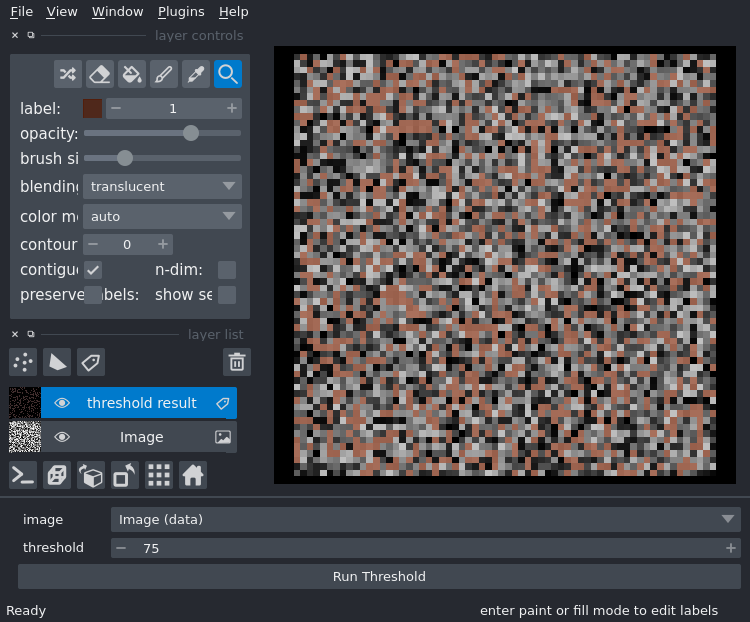 File View Window Plugins Help
layer controls
label: 1
opacity:
brush si
blending translucent
color m auto
contour 0
contigu n-dim:
preserve abels: show se
layer list
threshold result
Image
image Image (data)
threshold 75
Run Threshold
Ready enter paint or fill mode to edit labels